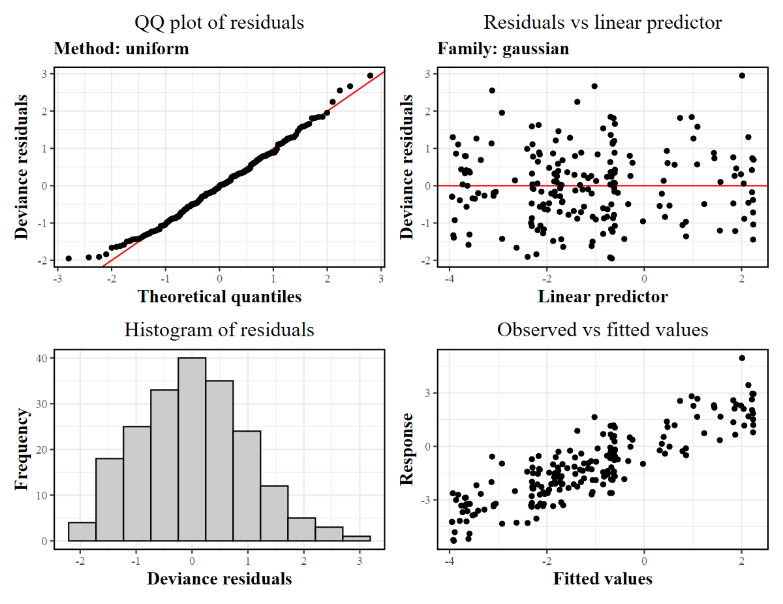 QQ plot of residuals
Method: uniform
Deviance residuals
3
2
1
0
-1
-2
-3
-2
-1
0
1
2
3
Theoretical quantiles
Residuals vs linear predictor
Family: gaussian
Deviance residuals
3
2
1
0
-1
-2
-4
-2
0
2
Linear predictor
Histogram of residuals
Frequency
40
30
20
10
0
-2
-1
0
1
2
3
Deviance residuals
Observed vs fitted values
Response
3
0
-3
-4
-2
0
2
Fitted values